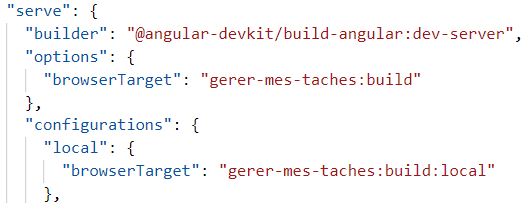 "serve": {
"builder": "@angular-devkit/build-angular:dev-server",
"options": {
"browserTarget": "gerer-mes-taches:build"
},
"configurations": {
"local": {
"browserTarget": "gerer-mes-taches:build:local"
},